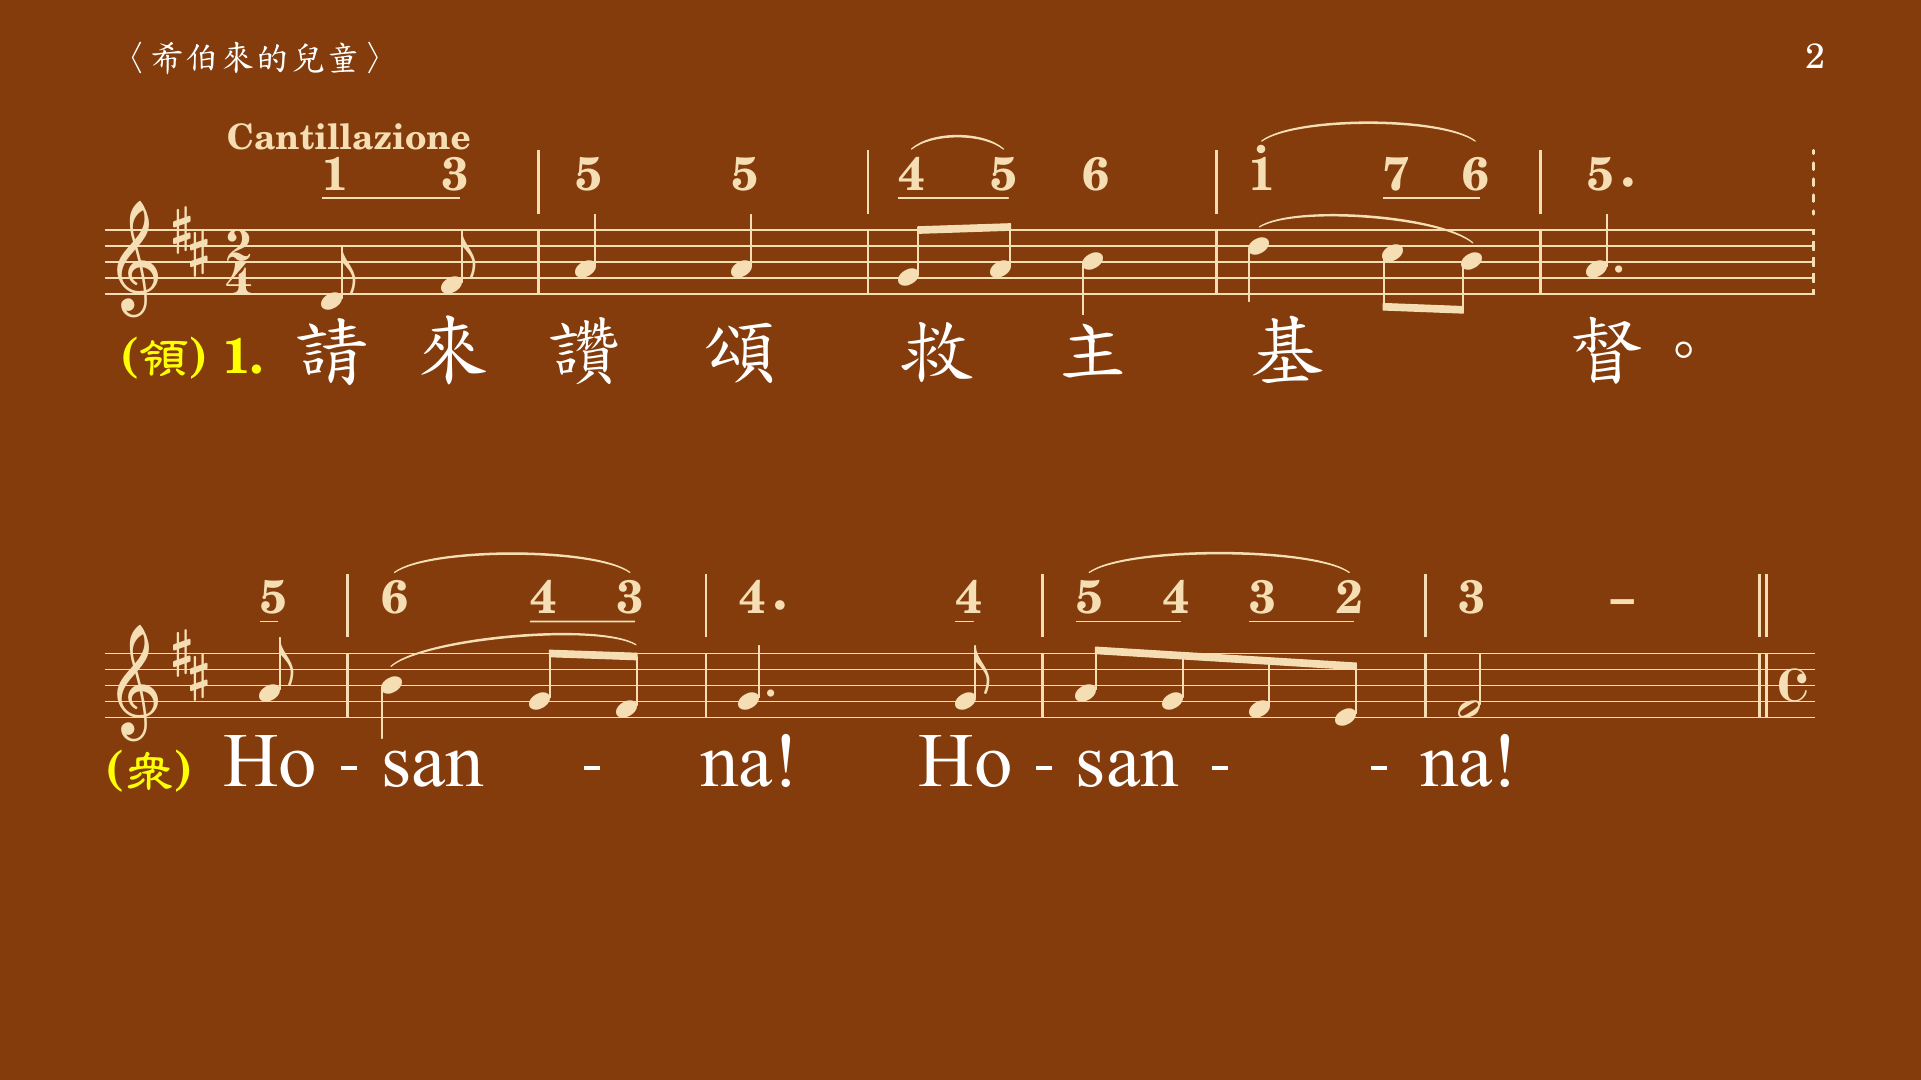 〈希伯來的兒童〉 2
Cantillazione
1 3 | 5 5 | 4 5 6 | i 7 6 | 5.
2
4
(領) 1. 請 來 讚 頌 救 主 基 督。
5 | 6 4 3 | 4. 4 | 5 4 3 2 | 3 –
(衆) Ho - san - na! Ho - san - - na!